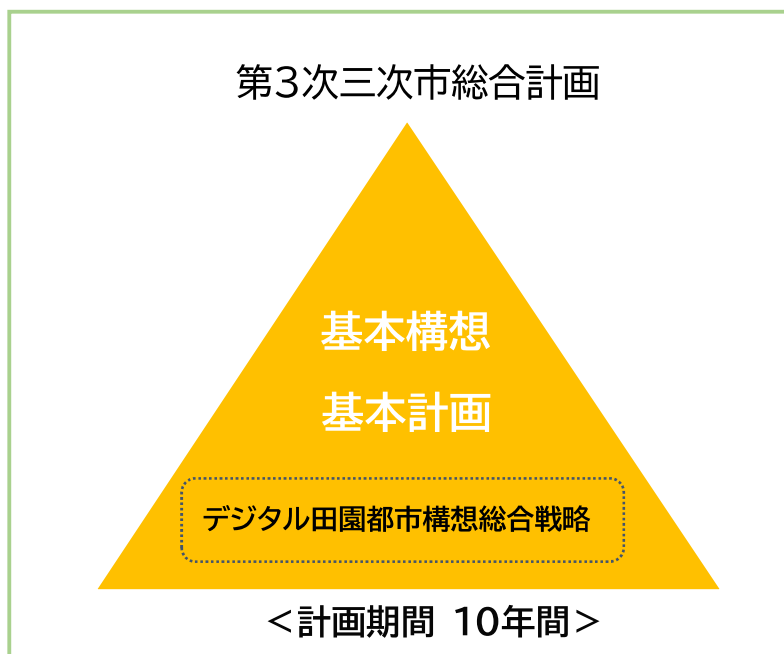 第3次三次市総合計画
基本構想
基本計画
デジタル田園都市構想総合戦略
＜計画期間 10年間＞